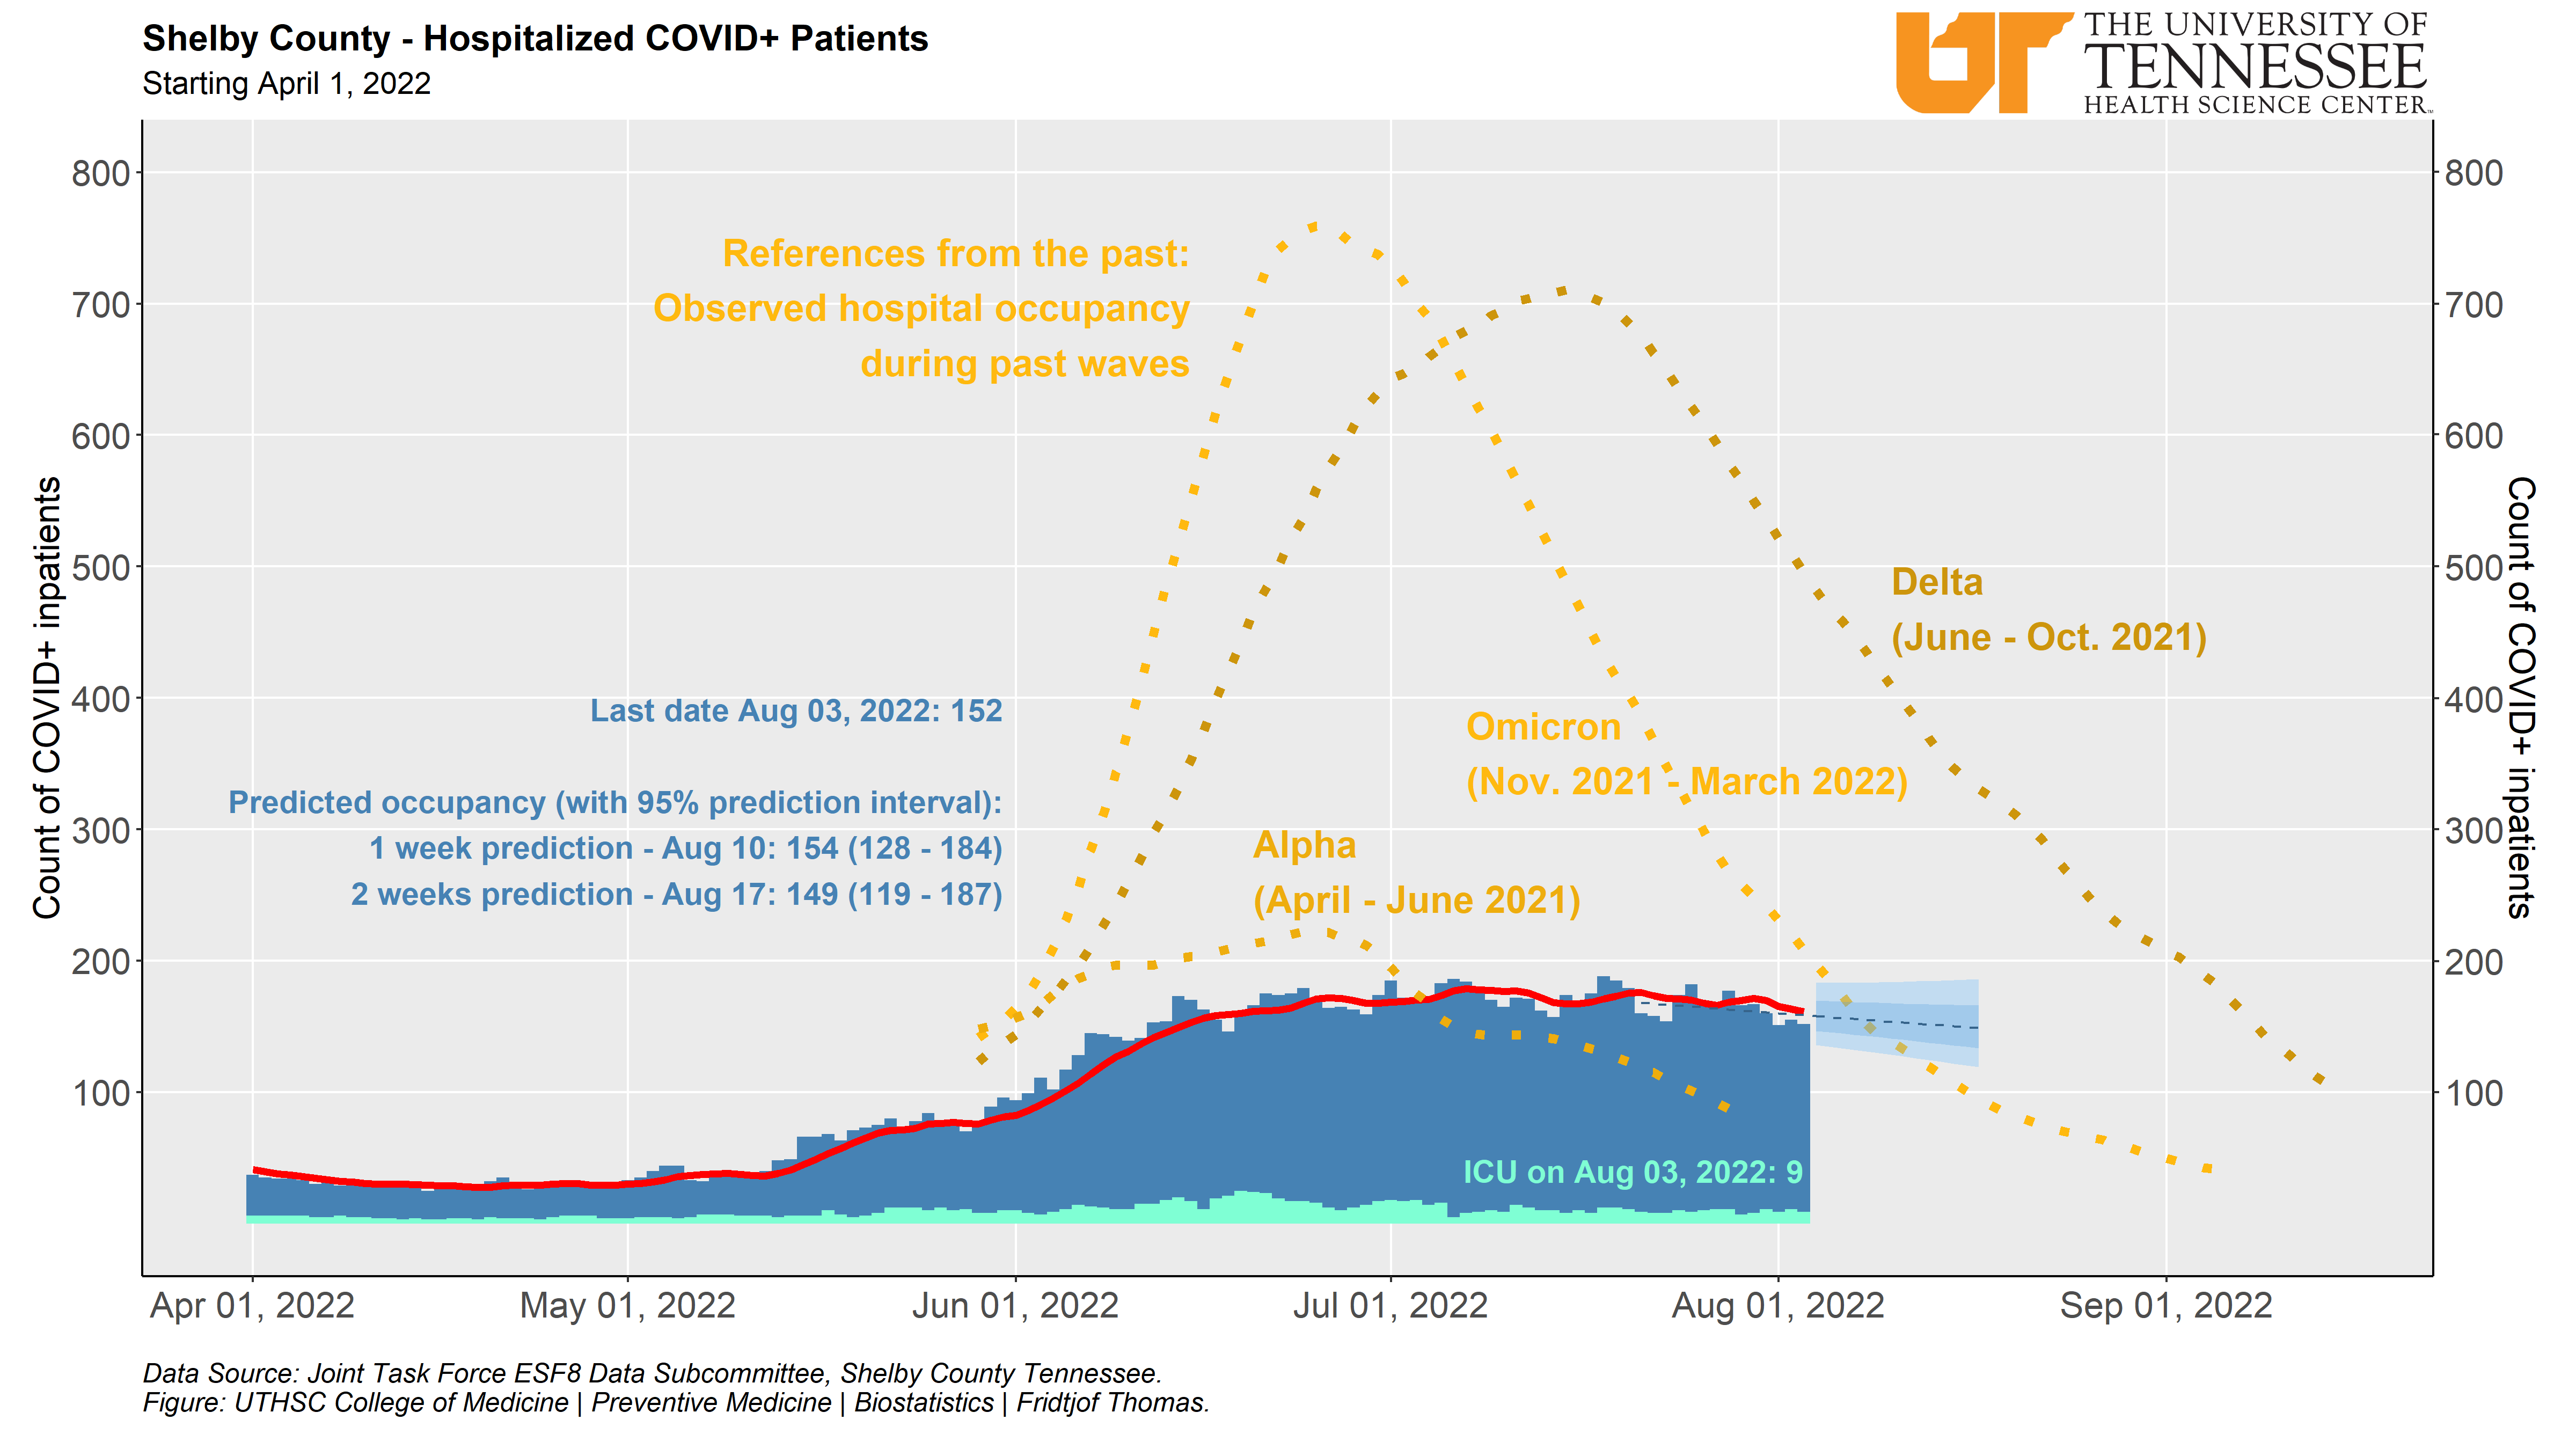 Shelby County - Hospitalized COVID+ Patients
Starting April 1, 2022
THE UNIVERSITY OF
TENNESSEE
HEALTH SCIENCE CENTER™
UT
800
700
600
500
400
300
200
100
Count of COVID+ inpatients
References from the past:
Observed hospital occupancy
during past waves
Delta
(June - Oct. 2021)
Last date Aug 03, 2022: 152
Omicron
(Nov. 2021 - March 2022)
Predicted occupancy (with 95% prediction interval):
1 week prediction - Aug 10: 154 (128 - 184)
2 weeks prediction - Aug 17: 149 (119 - 187)
Alpha
(April - June 2021)
ICU on Aug 03, 2022: 9
800
700
600
500
400
300
200
100
Count of COVID+ inpatients
Apr 01, 2022
May 01, 2022
Jun 01, 2022
Jul 01, 2022
Aug 01, 2022
Sep 01, 2022
Data Source: Joint Task Force ESF8 Data Subcommittee, Shelby County Tennessee.
Figure: UTHSC College of Medicine | Preventive Medicine | Biostatistics | Fridtjof Thomas.